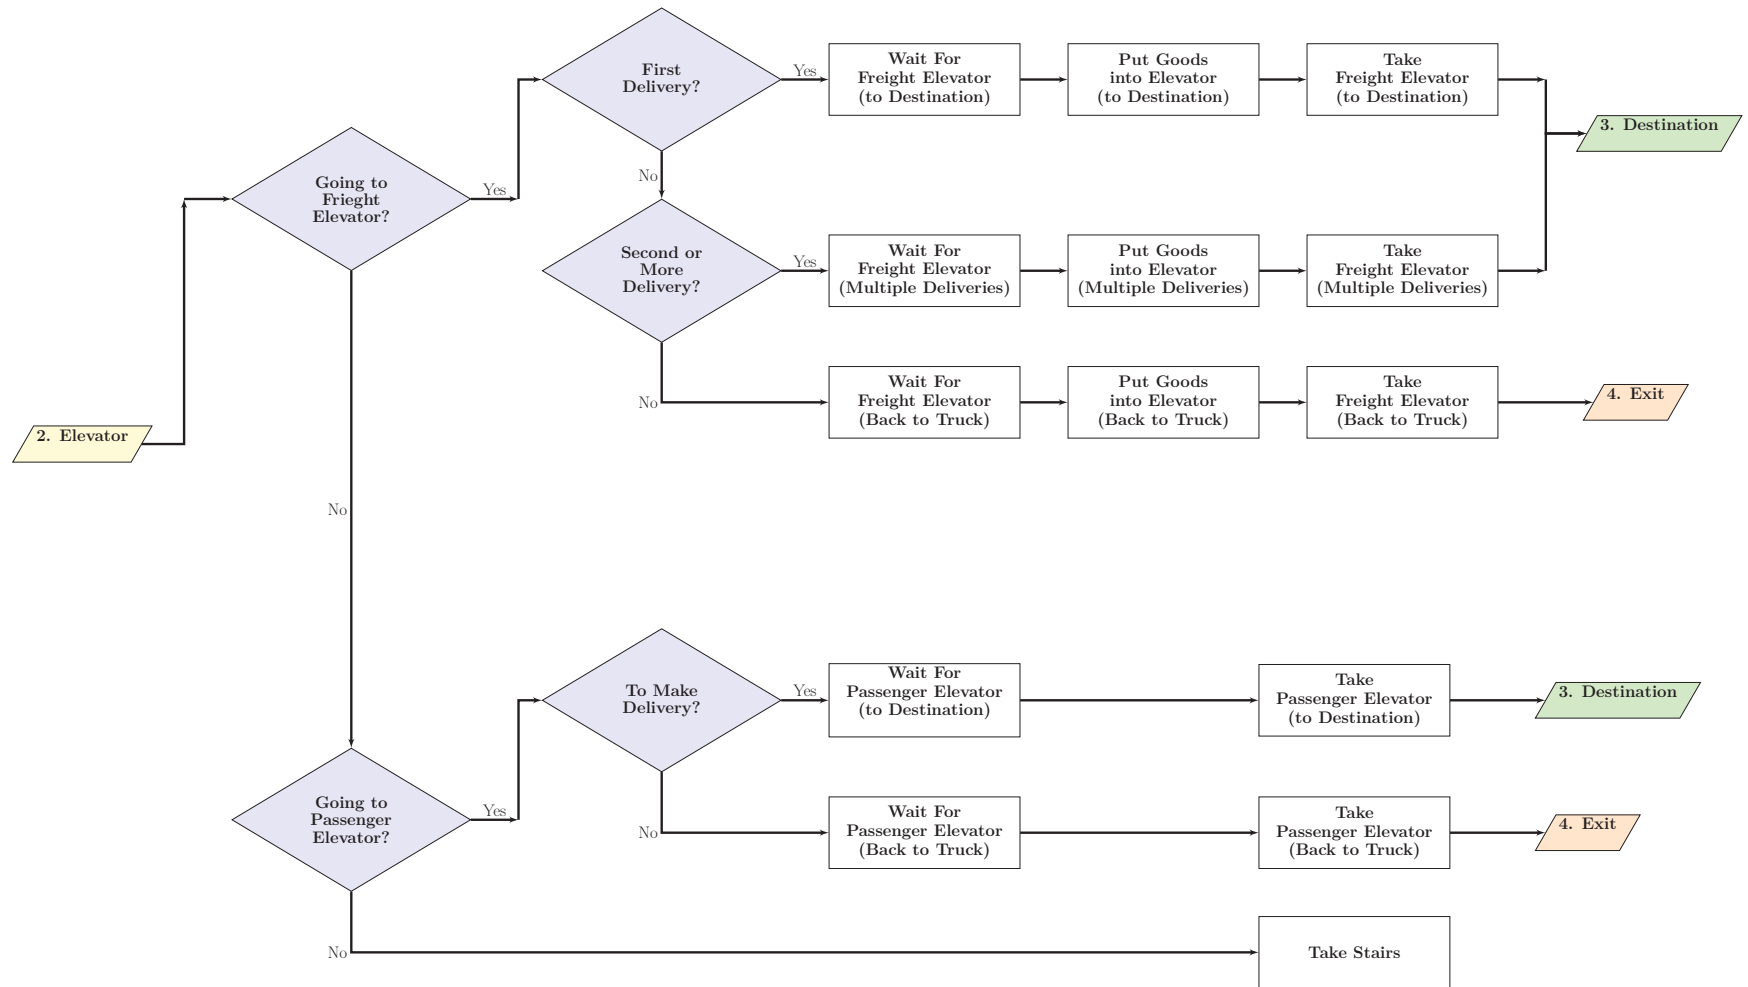 First
Delivery?
Yes
Wait For
Freight Elevator
(to Destination)
Put Goods
into Elevator
(to Destination)
Take
Freight Elevator
(to Destination)
3. Destination
Going to
Frieght
Elevator?
Yes
No
Second or
More
Delivery?
Yes
Wait For
Freight Elevator
(Multiple Deliveries)
Put Goods
into Elevator
(Multiple Deliveries)
Take
Freight Elevator
(Multiple Deliveries)
No
Wait For
Freight Elevator
(Back to Truck)
Put Goods
into Elevator
(Back to Truck)
Take
Freight Elevator
(Back to Truck)
4. Exit
2. Elevator
No
To Make
Delivery?
Yes
Wait For
Passenger Elevator
(to Destination)
Take
Passenger Elevator
(to Destination)
3. Destination
Going to
Passenger
Elevator?
Yes
No
Wait For
Passenger Elevator
(Back to Truck)
Take
Passenger Elevator
(Back to Truck)
4. Exit
No
Take Stairs